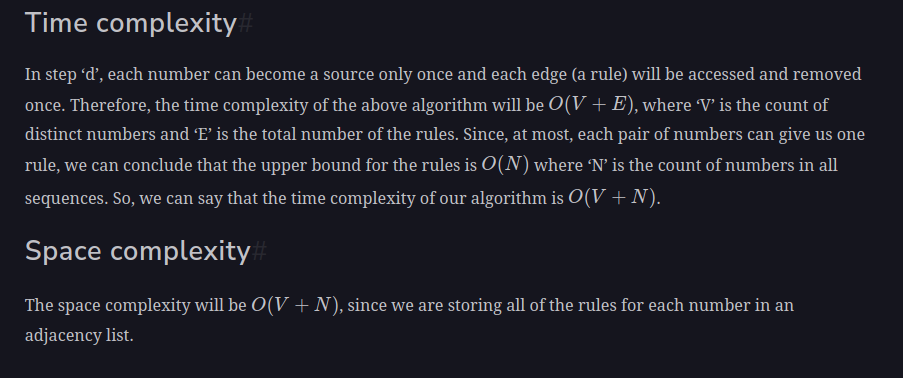 Time complexity#
In step ‘d’, each number can become a source only once and each edge (a rule) will be accessed and removed
once. Therefore, the time complexity of the above algorithm will be O(V + E), where ‘V’ is the count of
distinct numbers and ‘E’ is the total number of the rules. Since, at most, each pair of numbers can give us one
rule, we can conclude that the upper bound for the rules is O(N) where ‘N’ is the count of numbers in all
sequences. So, we can say that the time complexity of our algorithm is O(V + N).
Space complexity#
The space complexity will be O(V + N), since we are storing all of the rules for each number in an
adjacency list.